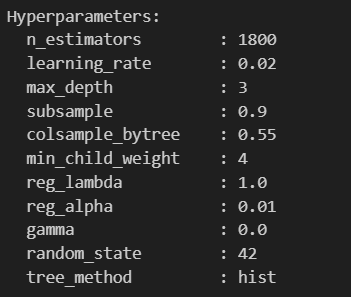 Hyperparameters:
  n_estimators       : 1800
  learning_rate      : 0.02
  max_depth          : 3
  subsample          : 0.9
  colsample_bytree   : 0.55
  min_child_weight   : 4
  reg_lambda         : 1.0
  reg_alpha          : 0.01
  gamma              : 0.0
  random_state       : 42
  tree_method        : hist